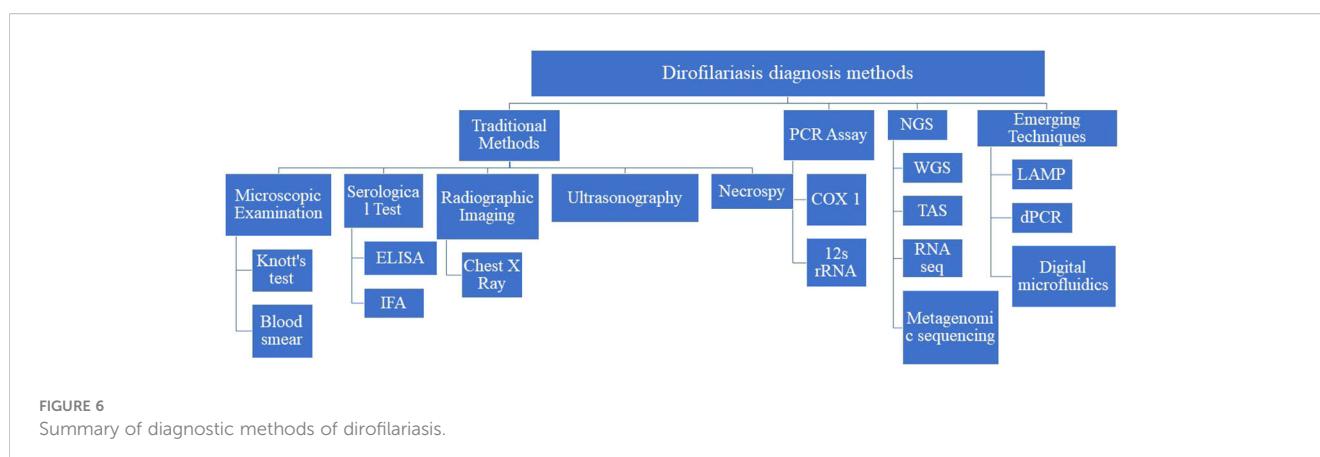 Dirofilariasis diagnosis methods
Traditional
Methods
PCR Assay
NGS
Emerging
Techniques
Microscopic
Examination
Serologica
l Test
Radiographic
Imaging
Ultrasonography
Necrospy
Knott's
test
Blood
smear
ELISA
IFA
Chest X
Ray
COX 1
12s
rRNA
WGS
TAS
RNA
seq
Metagenomi
c sequencing
LAMP
dPCR
Digital
microfluidics
FIGURE 6
Summary of diagnostic methods of dirofilariasis.